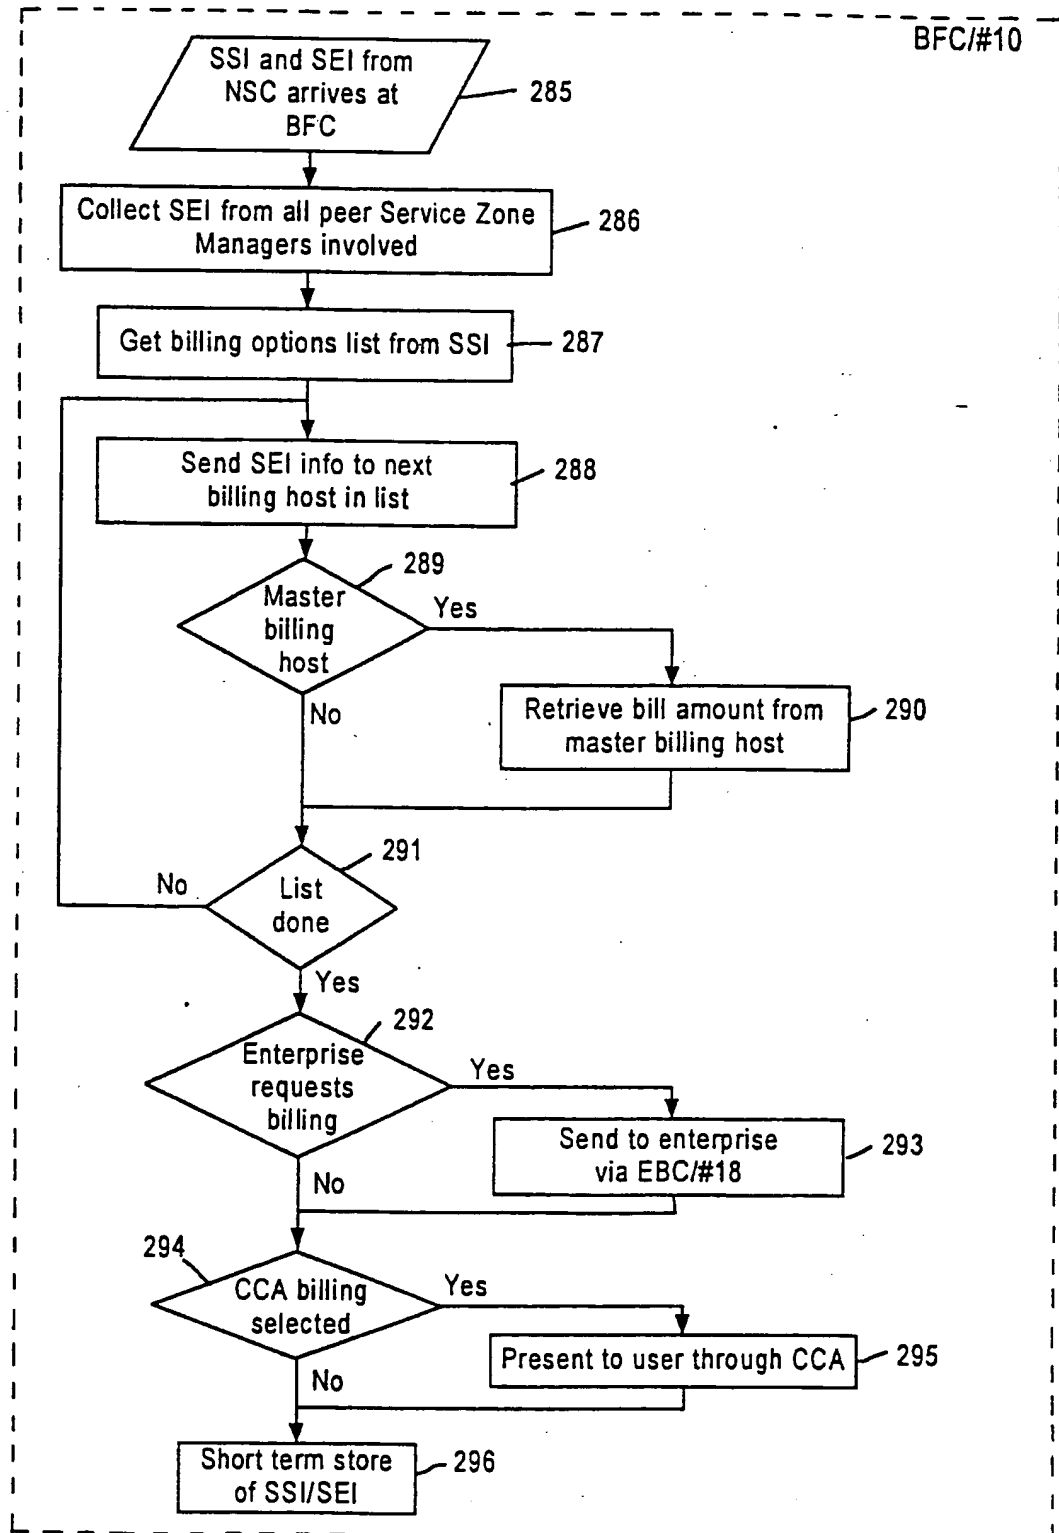 BFC/#10
SSI and SEI from
NSC arrives at
BFC
285
Collect SEI from all peer Service Zone
Managers involved
286
Get billing options list from SSI
287
Send SEI info to next
billing host in list
288
289
Master
billing
host
Yes
No
Retrieve bill amount from
master billing host
290
291
List
done
No
Yes
292
Enterprise
requests
billing
Yes
No
Send to enterprise
via EBC/#18
293
294
CCA billing
selected
Yes
No
Present to user through CCA
295
Short term store
of SSI/SEI
296